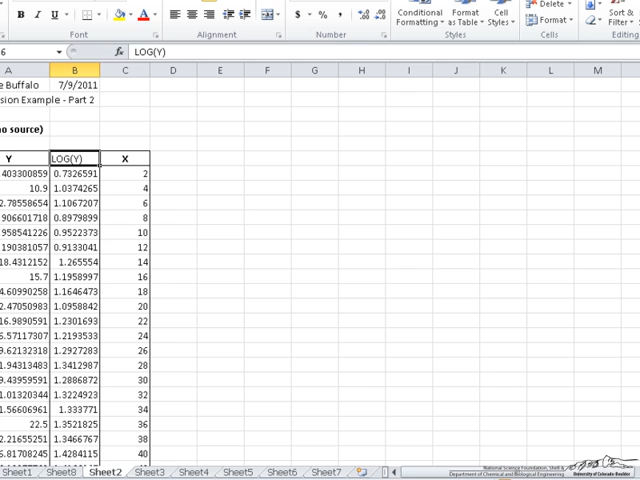 B I U A
$ % , Conditional Formatting Format as Table Cell Styles Delete Format Sort & Filter
Font Alignment Number Styles Cells Editing
6 fx LOG(Y)
A B C D E F G H I J K L M N
e Buffalo 7/9/2011
sion Example - Part 2
no source)
Y LOG(Y) X
.403300859 0.7326591 2
10.9 1.0374265 4
2.78558654 1.1067207 6
.906601718 0.8979899 8
.958541226 0.9522373 10
.190381057 0.9133041 12
18.4312152 1.265554 14
15.7 1.1958997 16
4.60990258 1.1646473 18
2.47050983 1.0958842 20
16.9890591 1.2301693 22
6.57117307 1.2193533 24
9.62132318 1.2927283 26
1.94313483 1.3412987 28
9.43959591 1.2886872 30
1.01320344 1.3224923 32
1.56606961 1.333771 34
22.5 1.3521825 36
2.21655251 1.3466767 38
6.81708245 1.4284115 40
Sheet1 Sheet8 Sheet2 Sheet3 Sheet4 Sheet5 Sheet6 Sheet7
National Science Foundation, Shell &
Department of Chemical and Biological University of Colorado Boulder